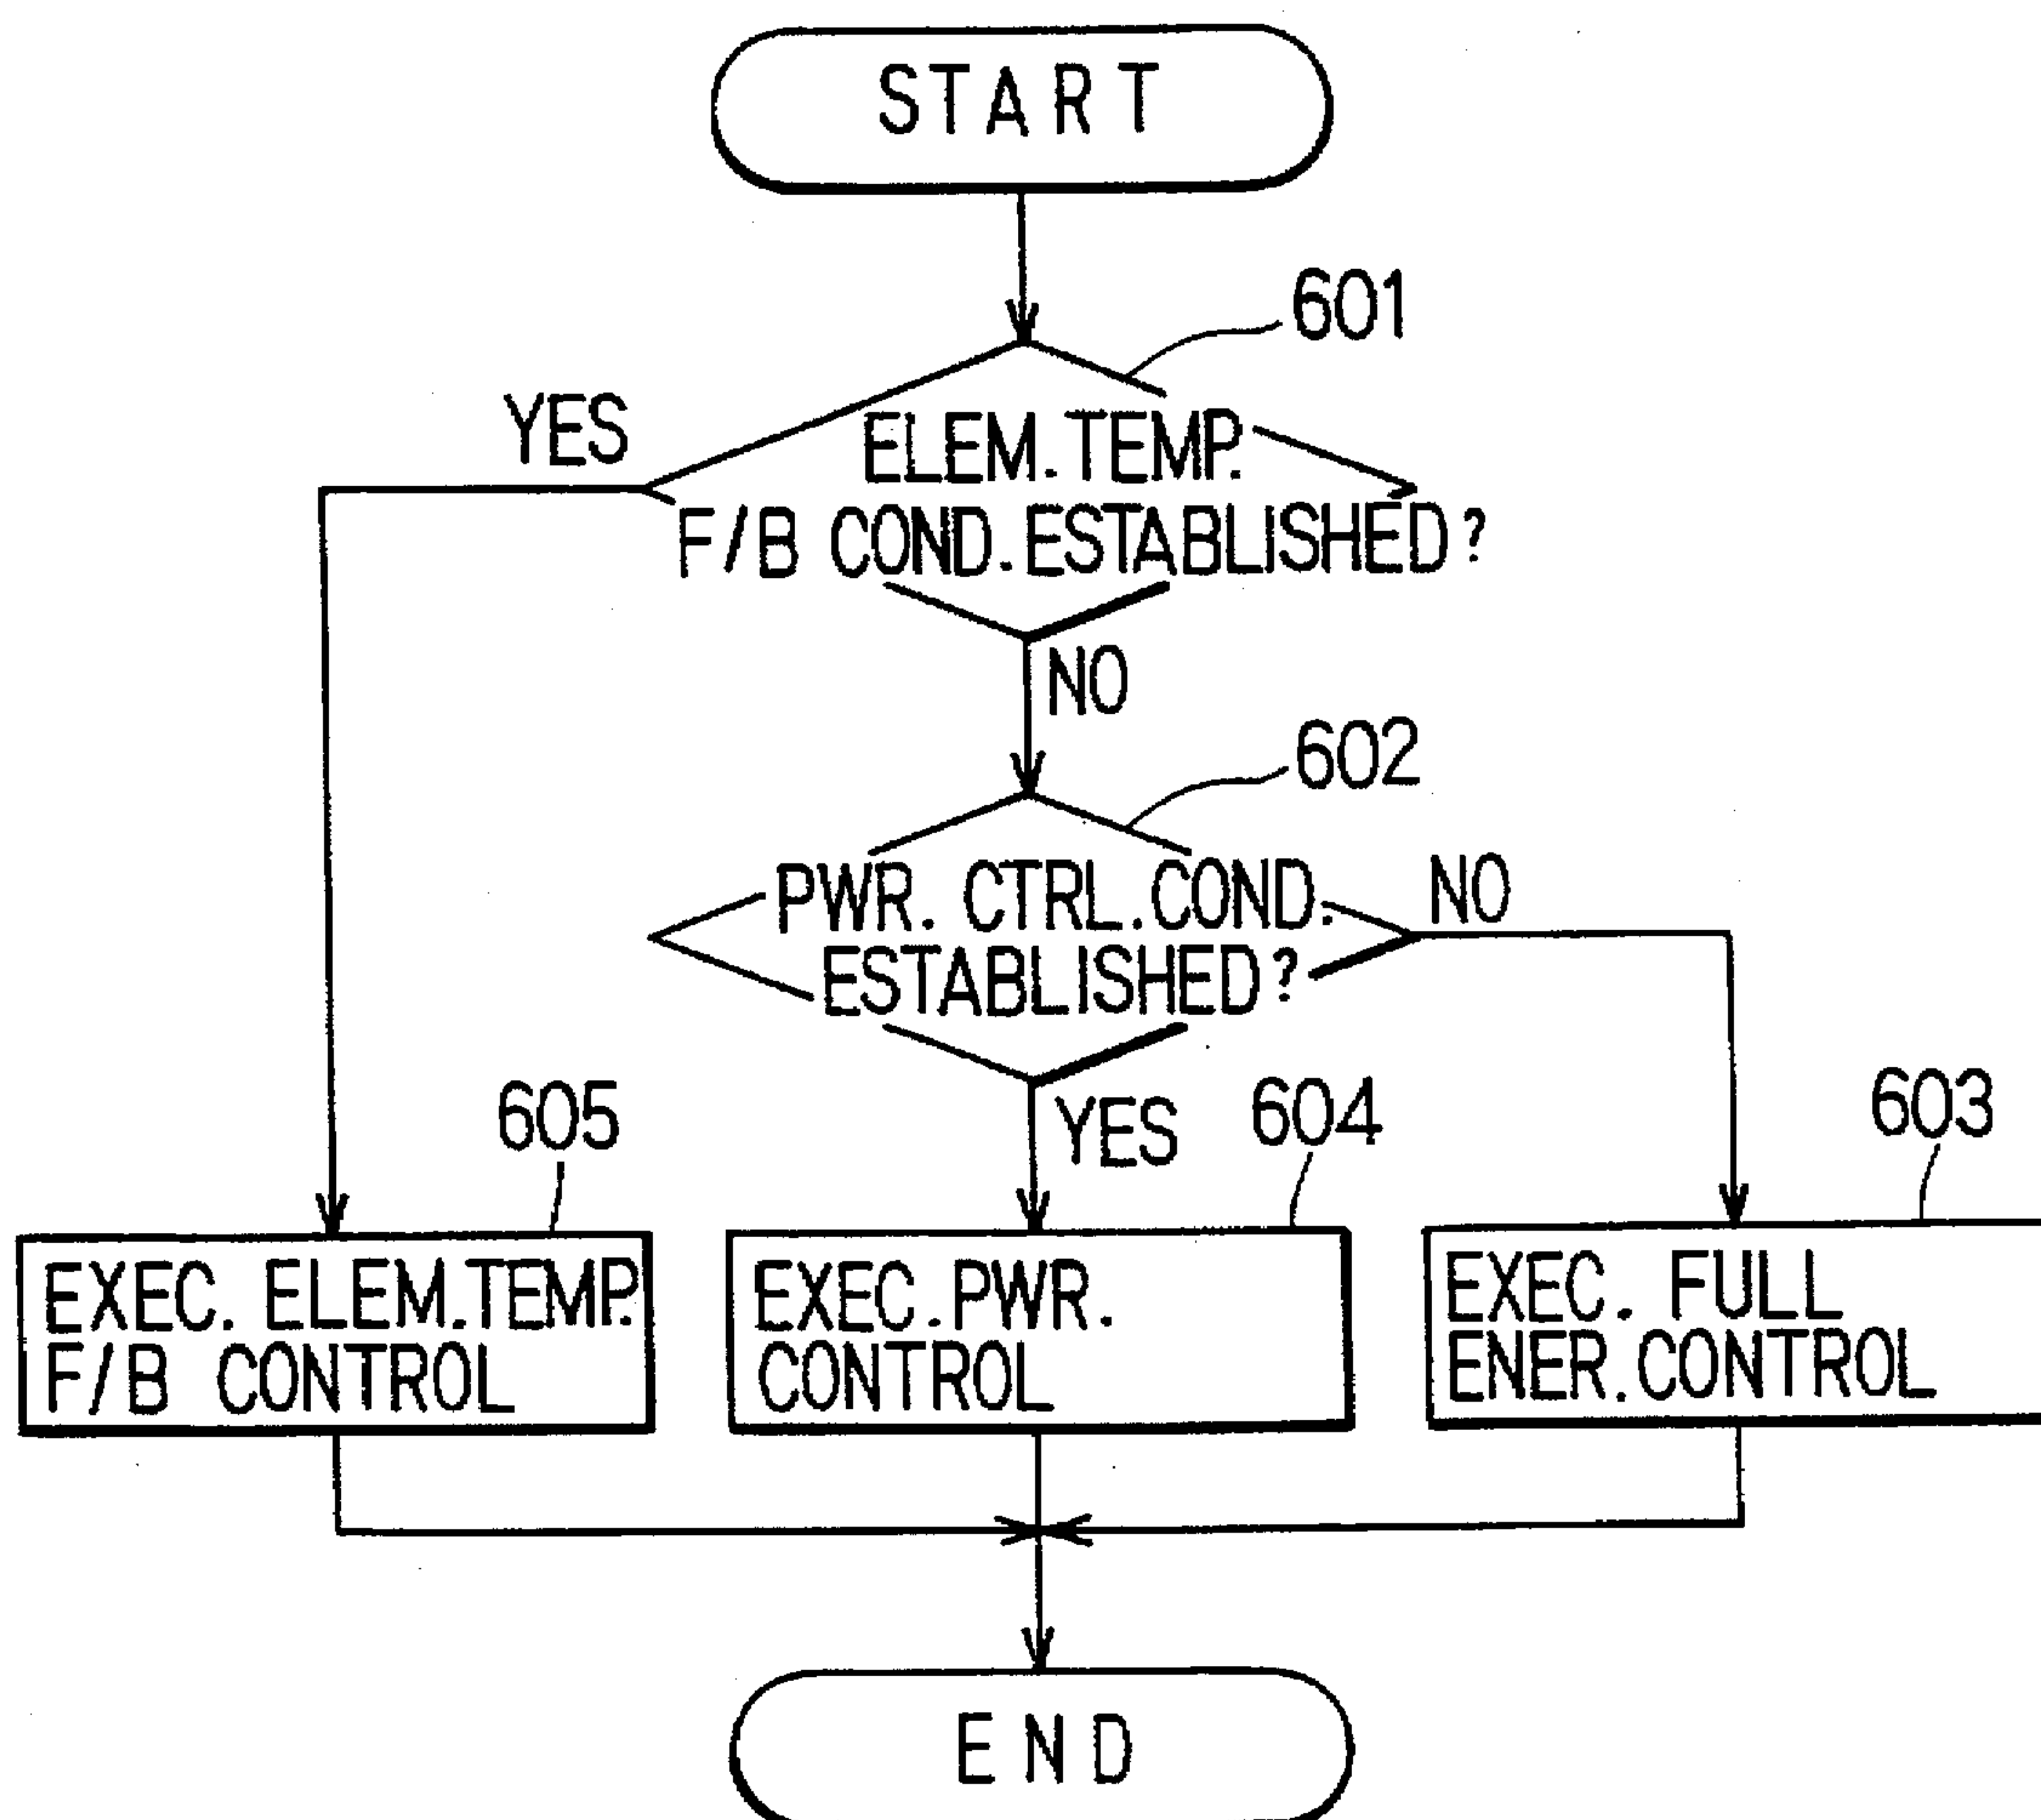 START
601
YES
ELEM.TEMP.
F/B COND.ESTABLISHED?
NO
602
PWR. CTRL.COND.
NO
ESTABLISHED?
605
YES
604
603
EXEC. ELEM.TEMP.
F/B CONTROL
EXEC.PWR.
CONTROL
EXEC. FULL
ENER.CONTROL
END